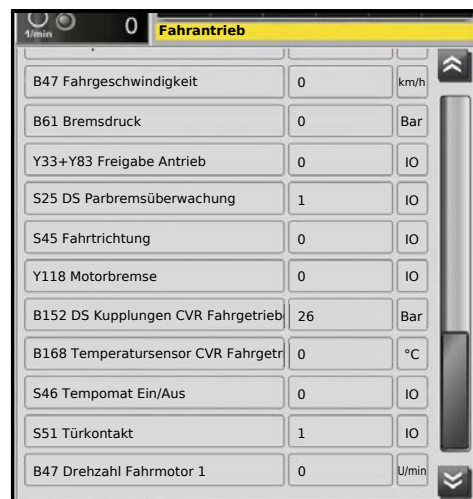 1/min 0 Fahrantrieb
B47 Fahrgeschwindigkeit 0 km/h
B61 Bremsdruck 0 Bar
Y33+Y83 Freigabe Antrieb 0 IO
S25 DS Parbremsüberwachung 1 IO
S45 Fahrtrichtung 0 IO
Y118 Motorbremse 0 IO
B152 DS Kupplungen CVR Fahrgetriebe 26 Bar
B168 Temperatursensor CVR Fahrgetr 0 °C
S46 Tempomat Ein/Aus 0 IO
S51 Türkontakt 1 IO
B47 Drehzahl Fahrmotor 1 0 U/min